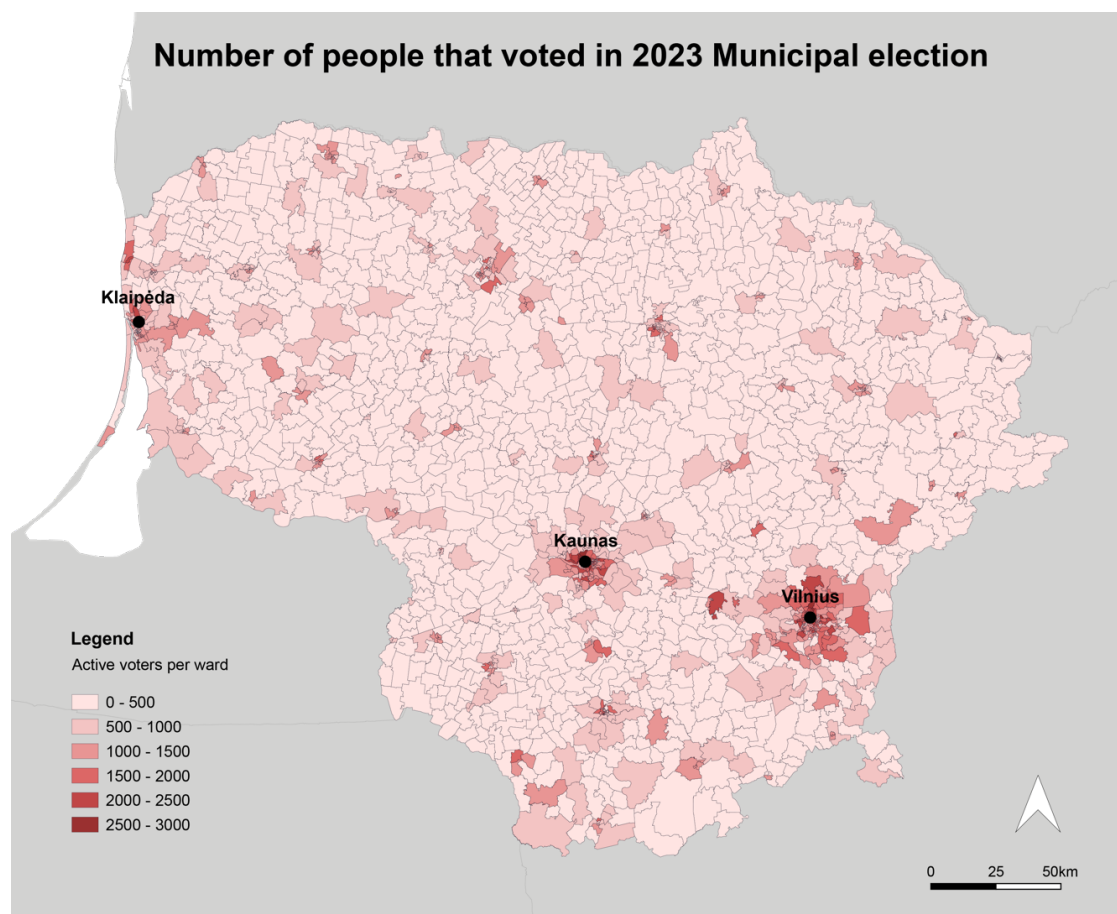 Number of people that voted in 2023 Municipal election
Klaipėda
Kaunas
Vilnius
Legend
Active voters per ward
0 - 500
500 - 1000
1000 - 1500
1500 - 2000
2000 - 2500
2500 - 3000
0 25 50km